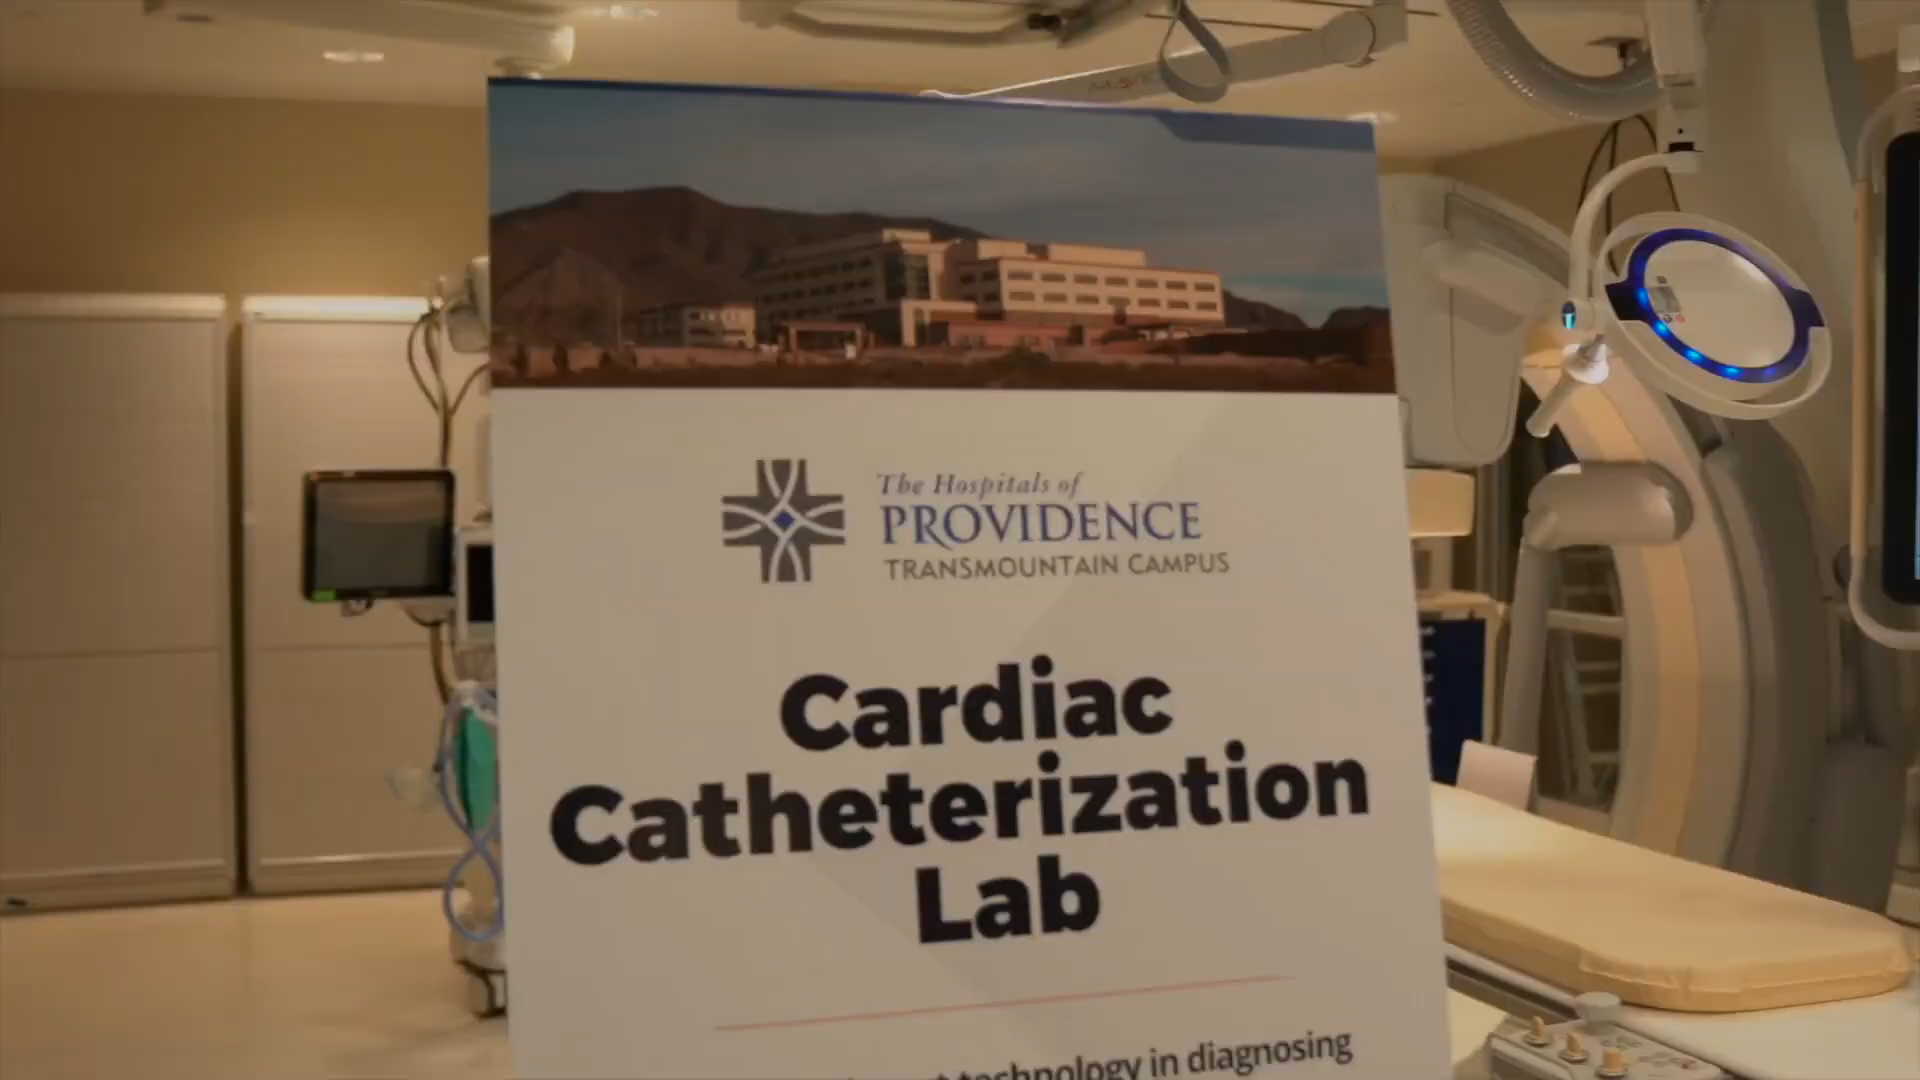 The Hospitals of
PROVIDENCE
TRANSMOUNTAIN CAMPUS
Cardiac
Catheterization
Lab
technology in diagnosing